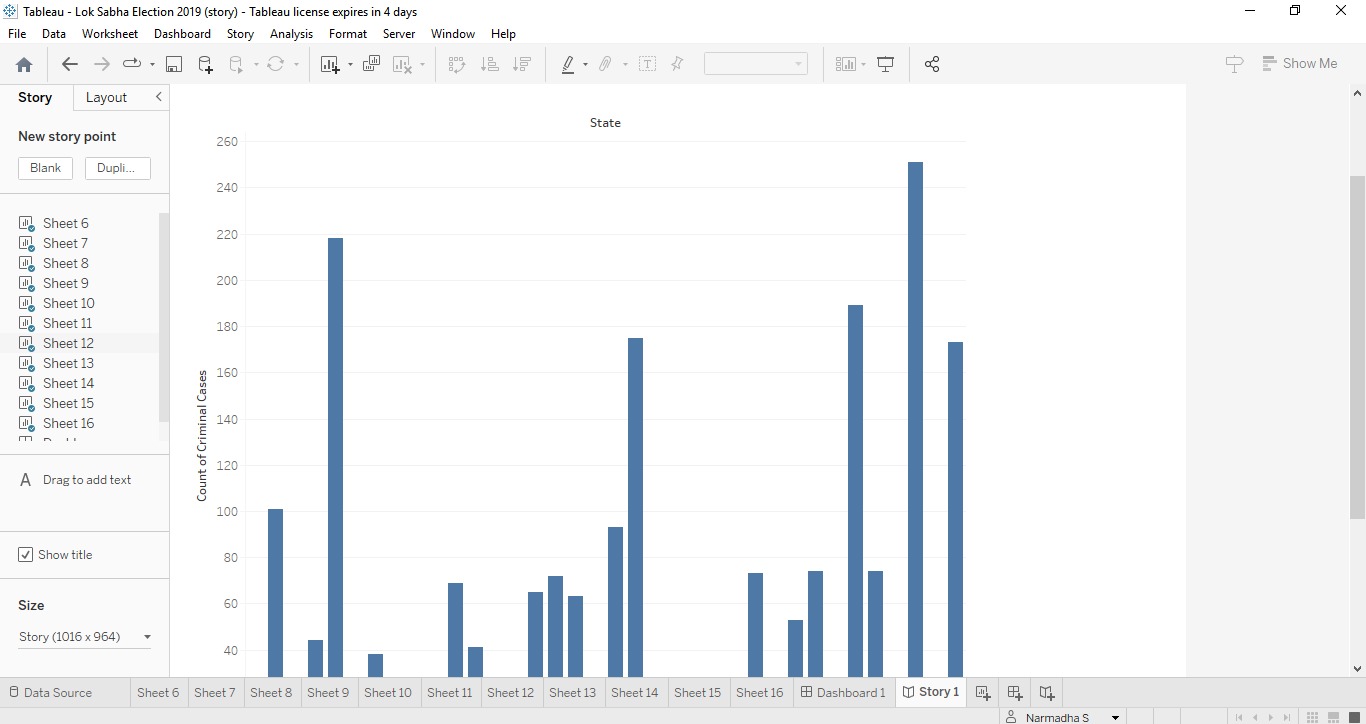 Tableau - Lok Sabha Election 2019 (story) - Tableau license expires in 4 days
File Data Worksheet Dashboard Story Analysis Format Server Window Help
Show Me
Story Layout
New story point
Blank Dupli...
Sheet 6
Sheet 7
Sheet 8
Sheet 9
Sheet 10
Sheet 11
Sheet 12
Sheet 13
Sheet 14
Sheet 15
Sheet 16
A Drag to add text
Show title
Size
Story (1016 x 964)
State
260
240
220
200
180
160
140
120
100
80
60
40
Count of Criminal Cases
Data Source Sheet 6 Sheet 7 Sheet 8 Sheet 9 Sheet 10 Sheet 11 Sheet 12 Sheet 13 Sheet 14 Sheet 15 Sheet 16 Dashboard 1 Story 1
Narmadha S